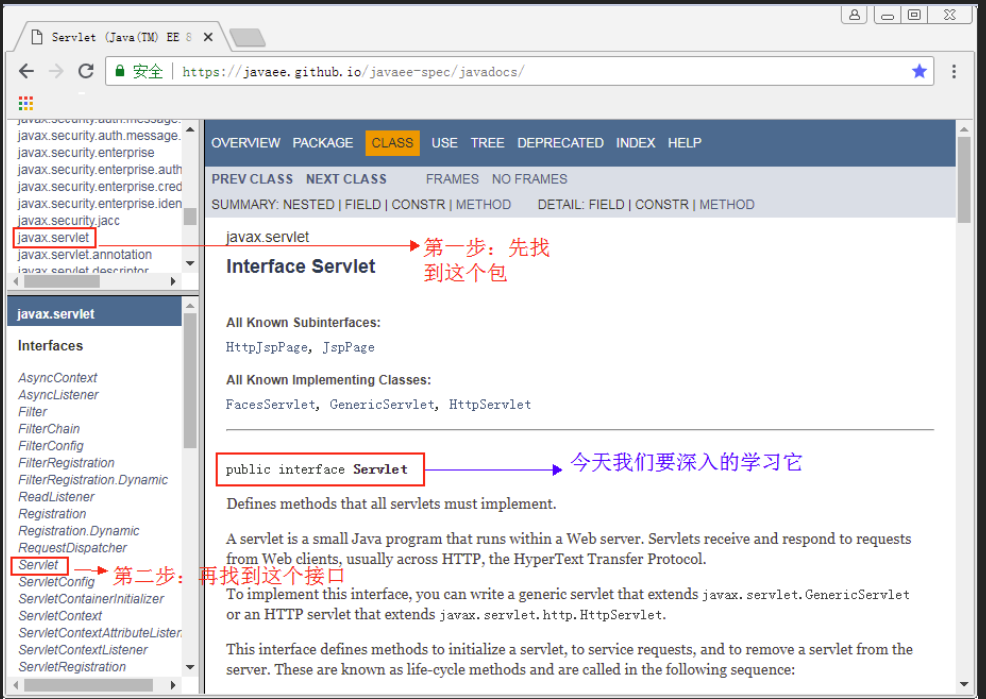 Servlet (Java(TM) EE 8
安全 https://javaee.github.io/javaee-spec/javadocs/
javax.security.auth.message.
javax.security.auth.message.
javax.security.enterprise
javax.security.enterprise.auth
javax.security.enterprise.cred
javax.security.enterprise.iden
javax.security.jacc
javax.servlet
javax.servlet.annotation
javax.servlet.descriptor
javax.servlet
Interfaces
AsyncContext
AsyncListener
Filter
FilterChain
FilterConfig
FilterRegistration
FilterRegistration.Dynamic
ReadListener
Registration
Registration.Dynamic
RequestDispatcher
Servlet
ServletConfig
ServletContainerInitializer
ServletContext
ServletContextAttributeListen
ServletContextListener
ServletRegistration
OVERVIEW PACKAGE CLASS USE TREE DEPRECATED INDEX HELP
PREV CLASS NEXT CLASS FRAMES NO FRAMES
SUMMARY: NESTED | FIELD | CONSTR | METHOD DETAIL: FIELD | CONSTR | METHOD
javax.servlet
第一步：先找
到这个包
Interface Servlet
All Known Subinterfaces:
HttpJspPage, JspPage
All Known Implementing Classes:
FacesServlet, GenericServlet, HttpServlet
public interface Servlet
今天我们要深入的学习它
Defines methods that all servlets must implement.
A servlet is a small Java program that runs within a Web server. Servlets receive and respond to requests
from Web clients, usually across HTTP, the HyperText Transfer Protocol.
第二步：再找到这个接口
To implement this interface, you can write a generic servlet that extends javax.servlet.GenericServlet
or an HTTP servlet that extends javax.servlet.http.HttpServlet.
This interface defines methods to initialize a servlet, to service requests, and to remove a servlet from the
server. These are known as life-cycle methods and are called in the following sequence: